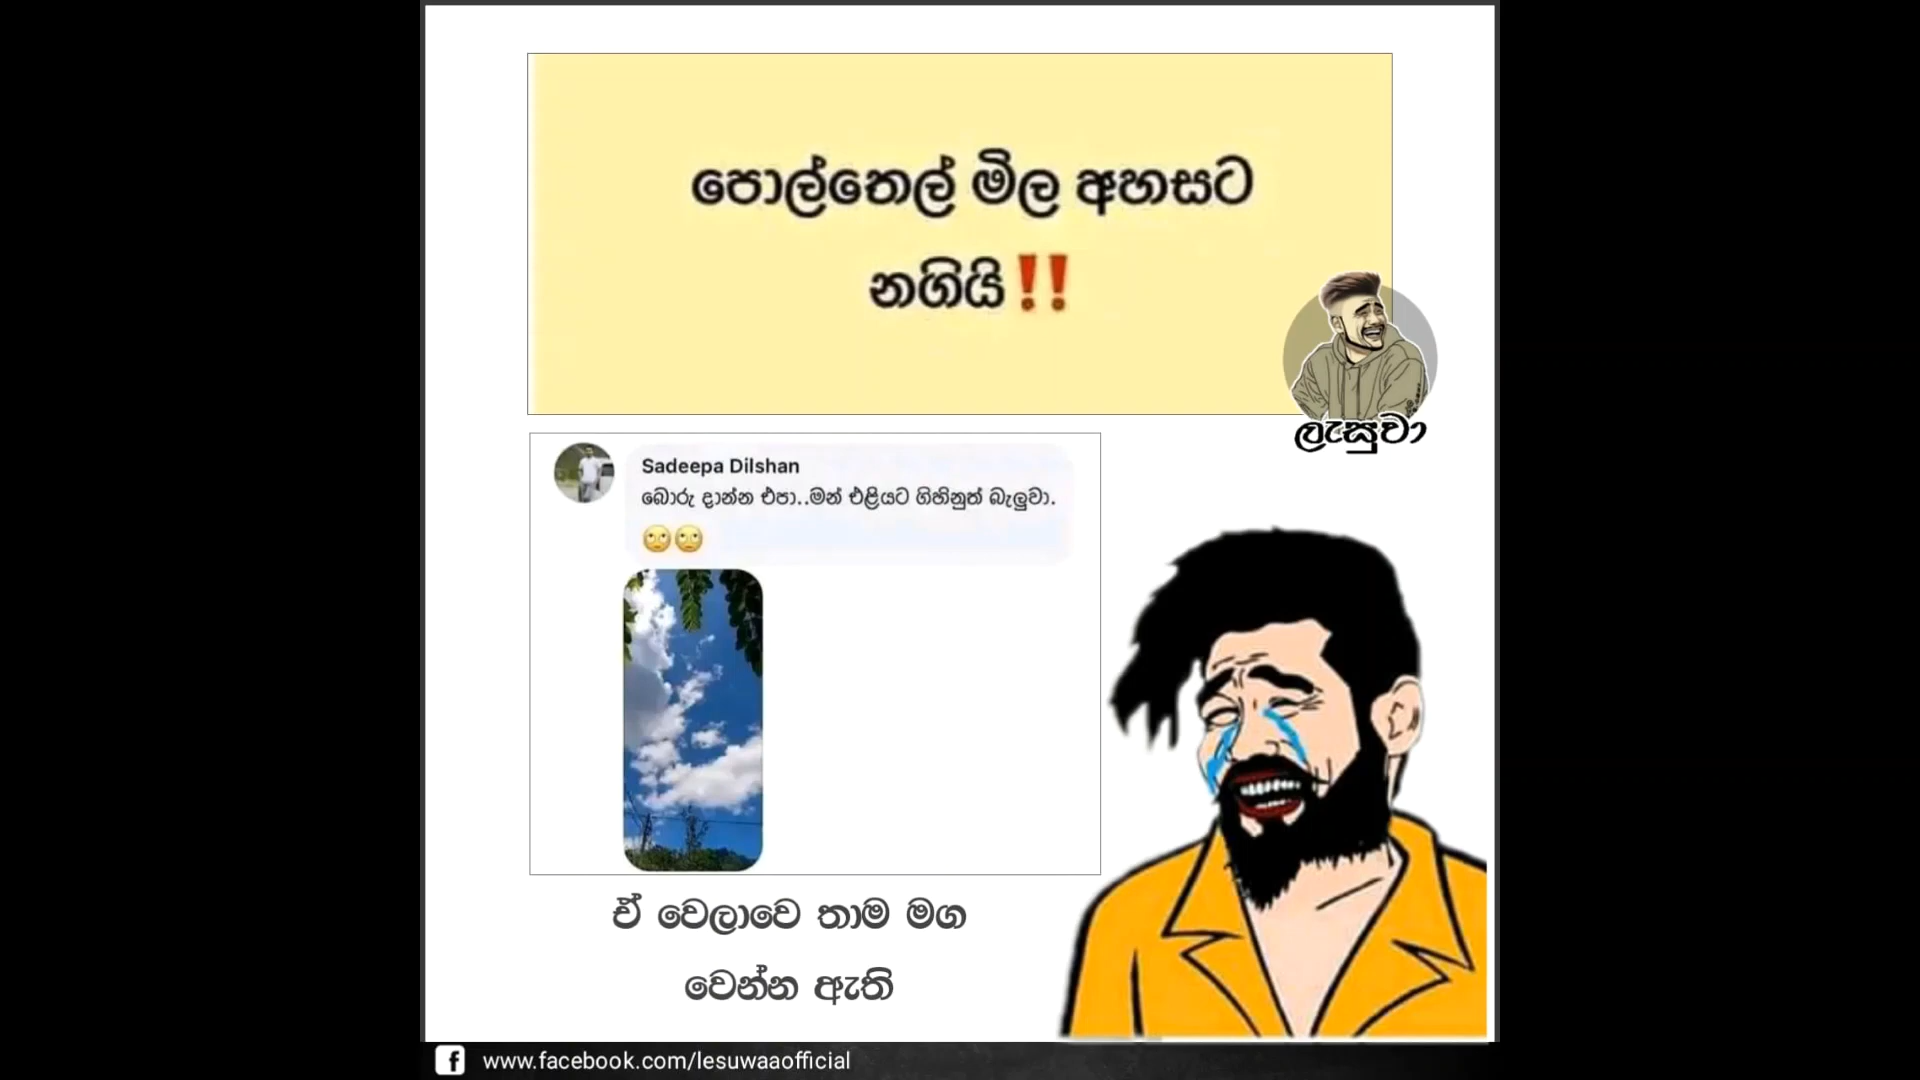 පොල්තෙල් මිල අහසට
නගියි‼️
ලැසුවා
Sadeepa Dilshan
බොරු දාන්න එපා..මන් එළියට ගිහිනුත් බැලුවා.
🙄🙄
ඒ වෙලාවෙ තාම මග
වෙන්න ඇති
www.facebook.com/lesuwaaofficial